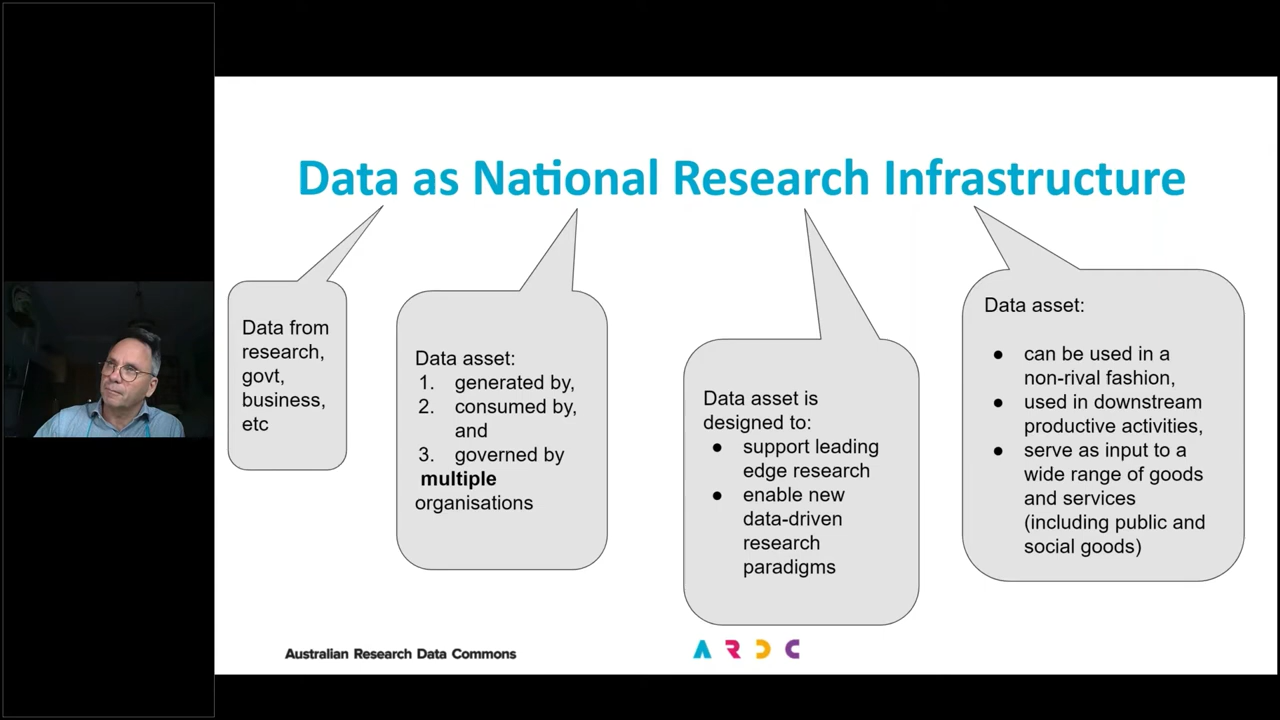 Data as National Research Infrastructure
Data from
research,
govt,
business,
etc
Data asset:
1. generated by,
2. consumed by,
and
3. governed by
multiple
organisations
Data asset is
designed to:
● support leading
edge research
● enable new
data-driven
research
paradigms
Data asset:
● can be used in a
non-rival fashion,
● used in downstream
productive activities,
● serve as input to a
wide range of goods
and services
(including public and
social goods)
Australian Research Data Commons
ARDC